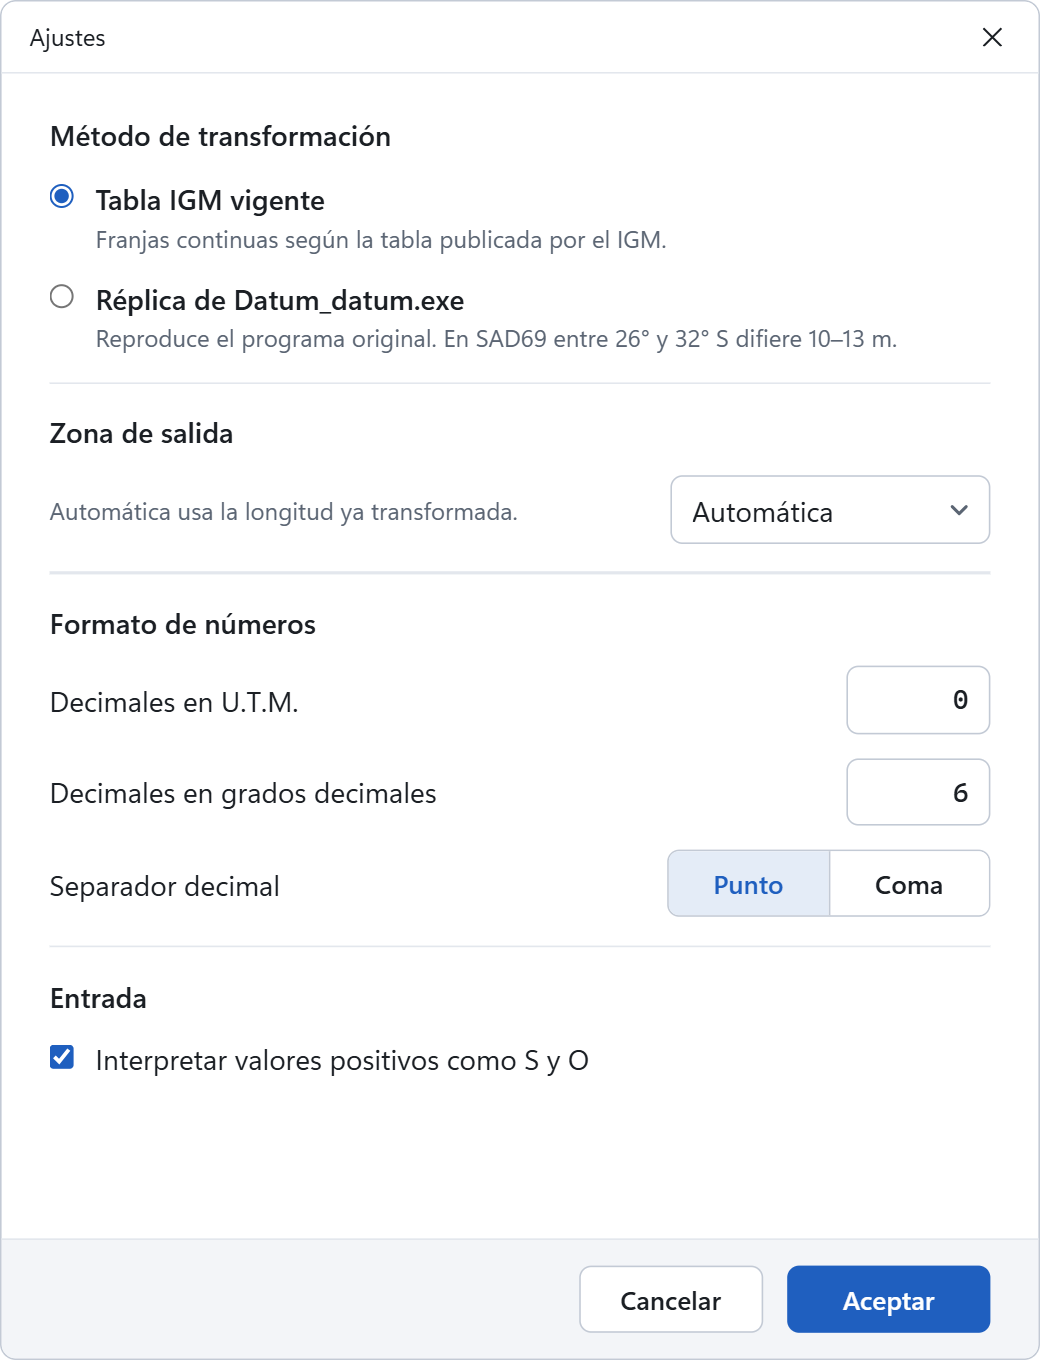 Ajustes
Método de transformación
Tabla IGM vigente
Franjas continuas según la tabla publicada por el IGM.
Réplica de Datum_datum.exe
Reproduce el programa original. En SAD69 entre 26° y 32° S difiere 10–13 m.
Zona de salida
Automática usa la longitud ya transformada.
Automática
Formato de números
Decimales en U.T.M.
0
Decimales en grados decimales
6
Separador decimal
Punto
Coma
Entrada
Interpretar valores positivos como S y O
Cancelar
Aceptar